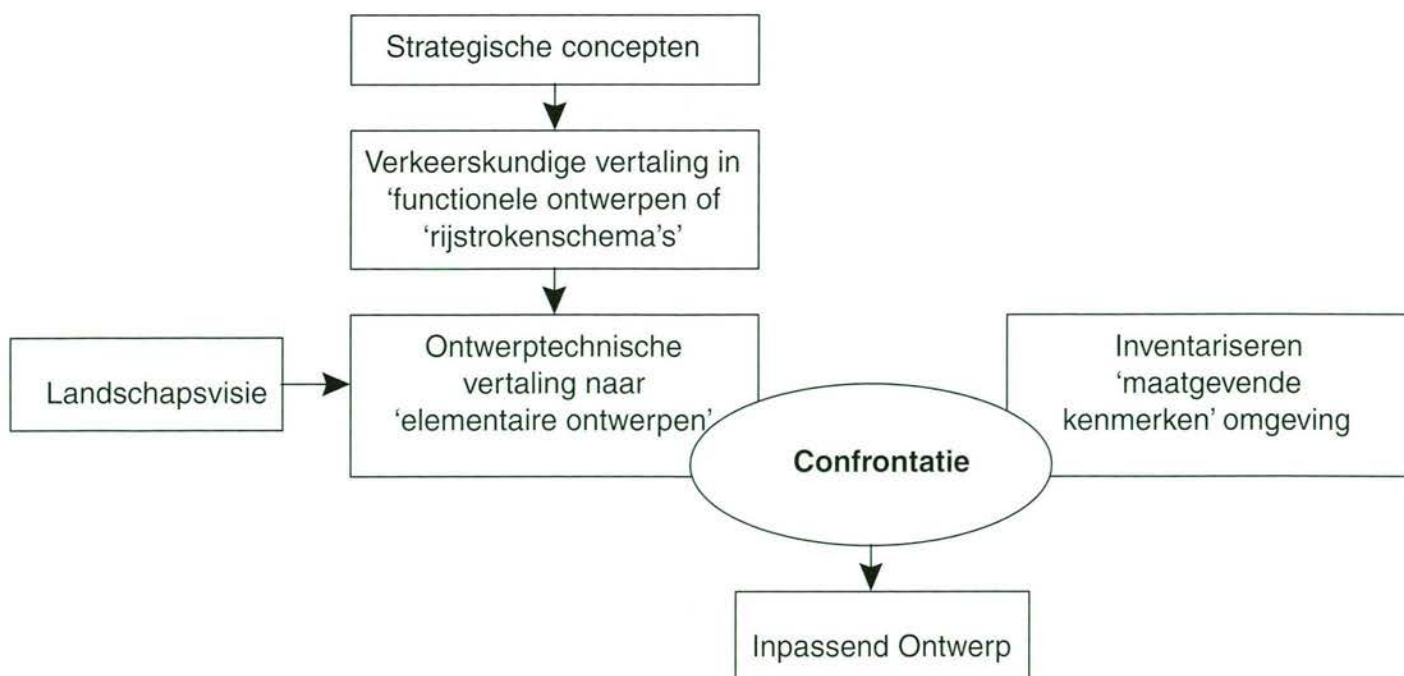 Strategische concepten
Verkeerskundige vertaling in
‘functionele ontwerpen of
‘rijstrokenschema’s’
Landschapsvisie
Ontwerptechnische
vertaling naar
‘elementaire ontwerpen’
Inventariseren
‘maatgevende
kenmerken’ omgeving
Confrontatie
Inpassend Ontwerp